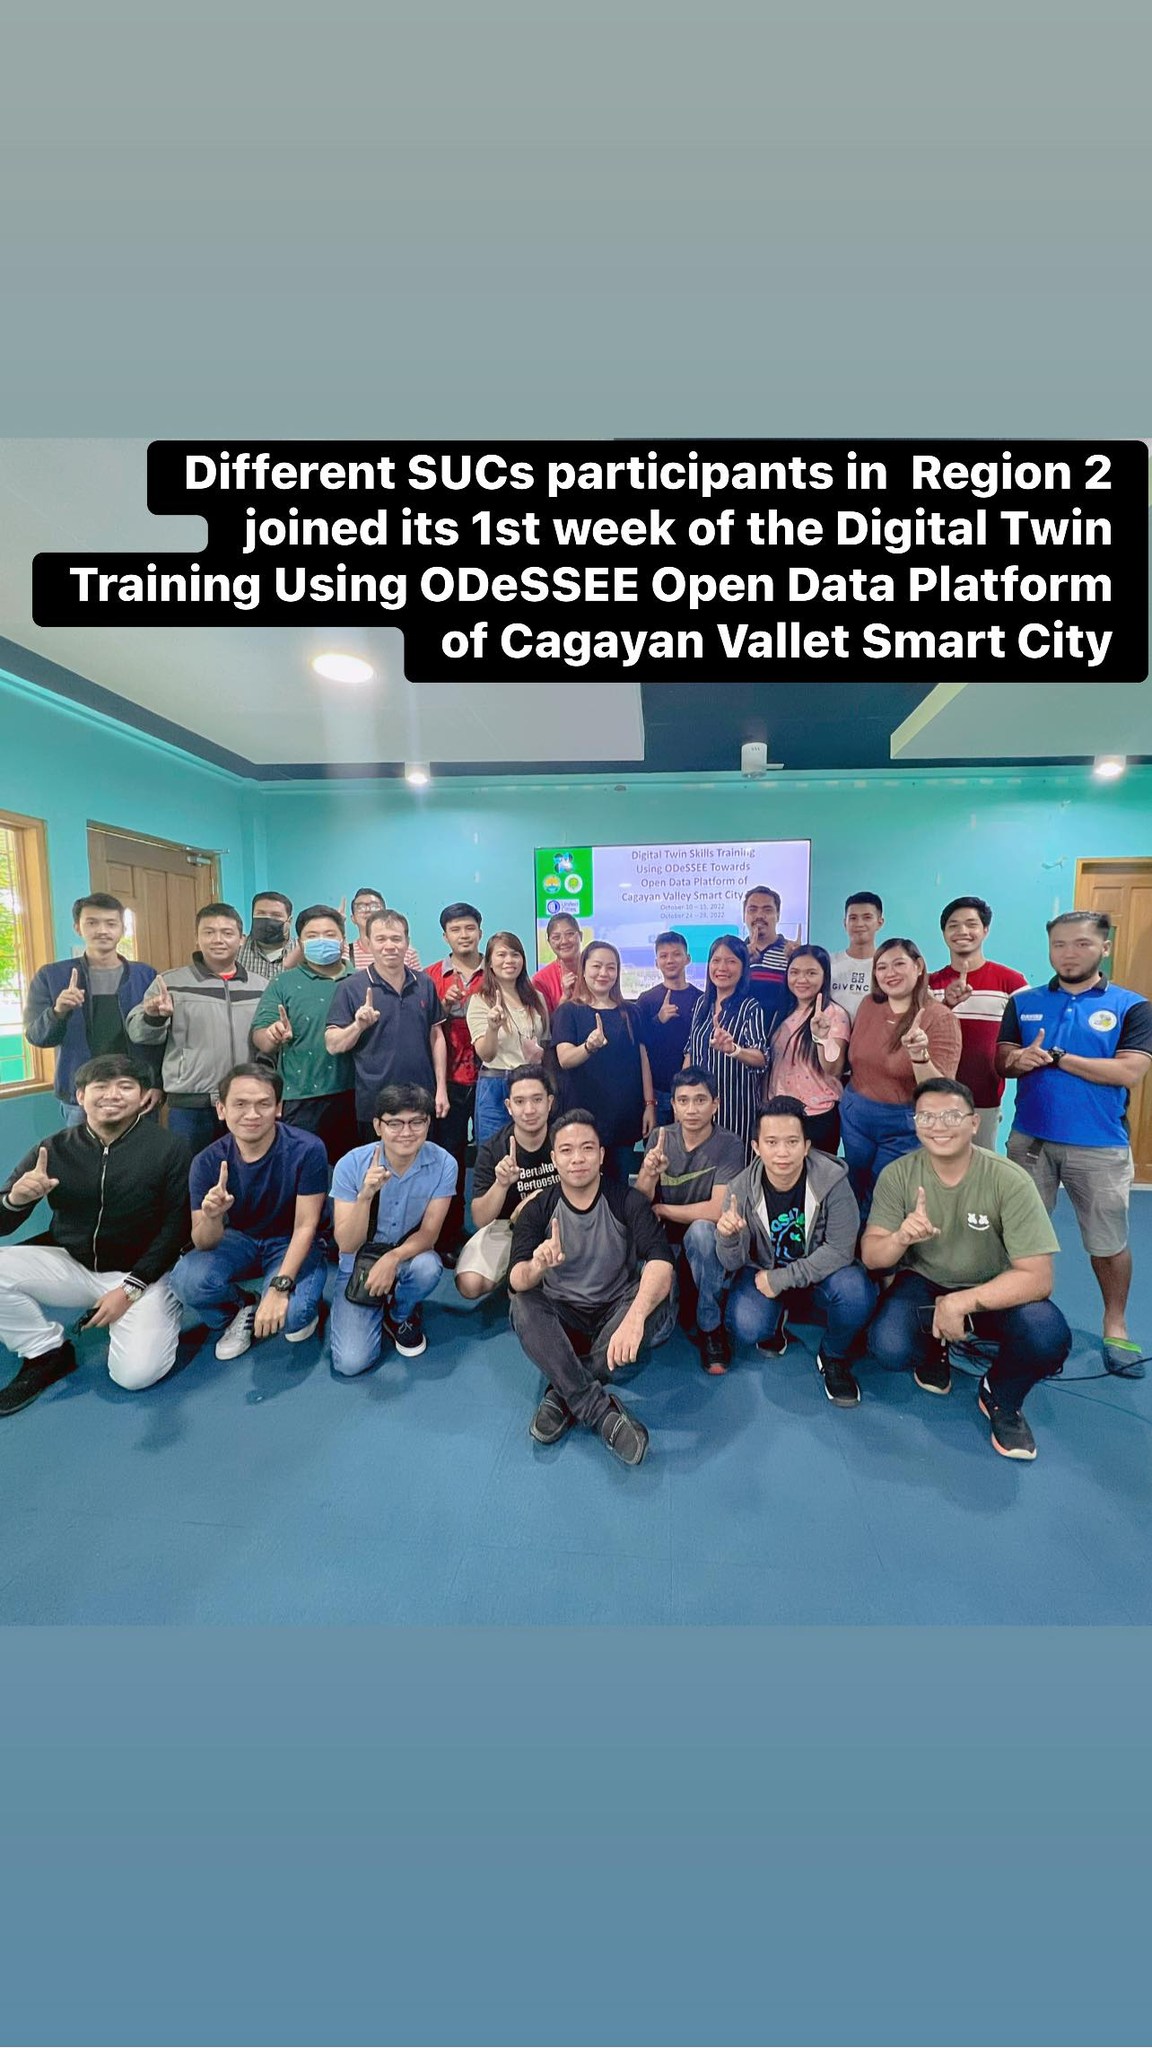 Different SUCs participants in  Region 2
joined its 1st week of the Digital Twin
Training Using ODeSSEE Open Data Platform
of Cagayan Vallet Smart City
Digital Twin Skills Training
Using ODeSSEE Towards
Open Data Platform of
Cagayan Valley Smart City
October 10 – 15, 2022
October 24 – 28, 2022
GIVENC
Bertalto
Bertoosto